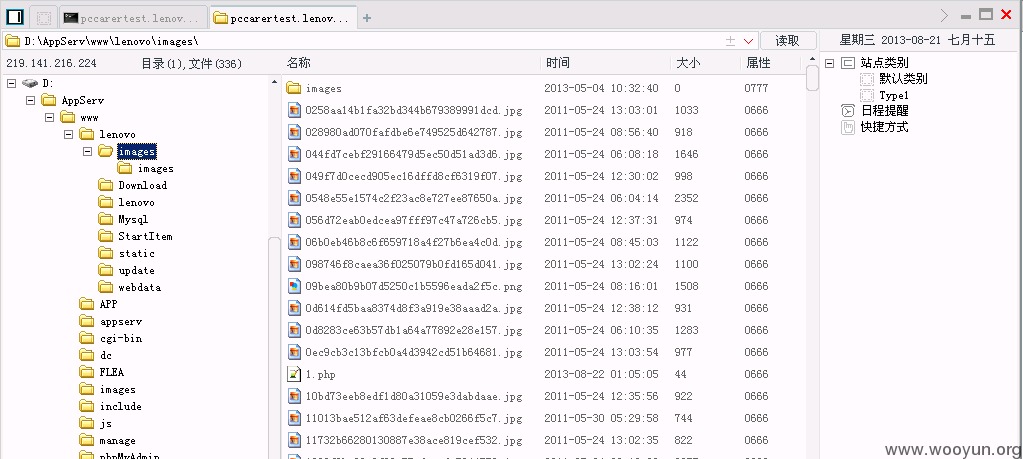 pccarertest.lenov... pccarertest.lenov...
D:\AppServ\www\lenovo\images\ 读取 星期三 2013-08-21 七月十五
219.141.216.224 目录(1),文件(336) 名称 时间 大小 属性 站点类别
D: images 2013-05-04 10:32:40 0 0777 默认类别
AppServ 0258aa14b1fa32bd344b679389991dcd.jpg 2011-05-24 13:03:01 1033 0666 Type1
www 028980ad070fafdbe6e749525d642787.jpg 2011-05-24 08:56:40 918 0666 日程提醒
lenovo 044fd7cebf29166479d5ec50d51ad3d6.jpg 2011-05-24 06:08:18 1646 0666 快捷方式
images 049f7d0cecd905ec16dffd8cf6319f07.jpg 2011-05-24 12:30:02 998 0666
images 0548e55e1574c2f23ac8e727ee87650a.jpg 2011-05-24 06:04:14 2352 0666
Download 056d72eab0edcea97fff97c47a726cb5.jpg 2011-05-24 12:37:31 974 0666
lenovo 06b0eb46b8c6f659718a4f27b6ea4c0d.jpg 2011-05-24 08:45:03 1122 0666
Mysql 098746f8caea36f025079b0fd165d041.jpg 2011-05-24 13:02:24 1100 0666
StartItem 09bea80b9b07d5250c1b5596eada2f5c.png 2011-05-24 08:16:01 1508 0666
static 0d614fd5baa8374d8f3a919e38aaad2a.jpg 2011-05-24 12:38:12 931 0666
update 0d8283ce63b57db1a64a77892e28e157.jpg 2011-05-24 06:10:35 1283 0666
webdata 0ec9cb3c13bfcb0a4d3942cd51b64681.jpg 2011-05-24 13:03:54 977 0666
APP 1.php 2013-08-22 01:05:05 44 0666
appserv 10bd73eeb8edf1d80a31059e3dabdaae.jpg 2011-05-24 12:35:56 922 0666
cgi-bin 11013bae512af63defeae8cb0266f5c7.jpg 2011-05-30 05:29:58 744 0666
dc 11732b66280130887e38ace819cef532.jpg 2011-05-24 13:02:35 822 0666
FLEA
images
include
js
manage
phpMyAdmin
www.wooyun.org